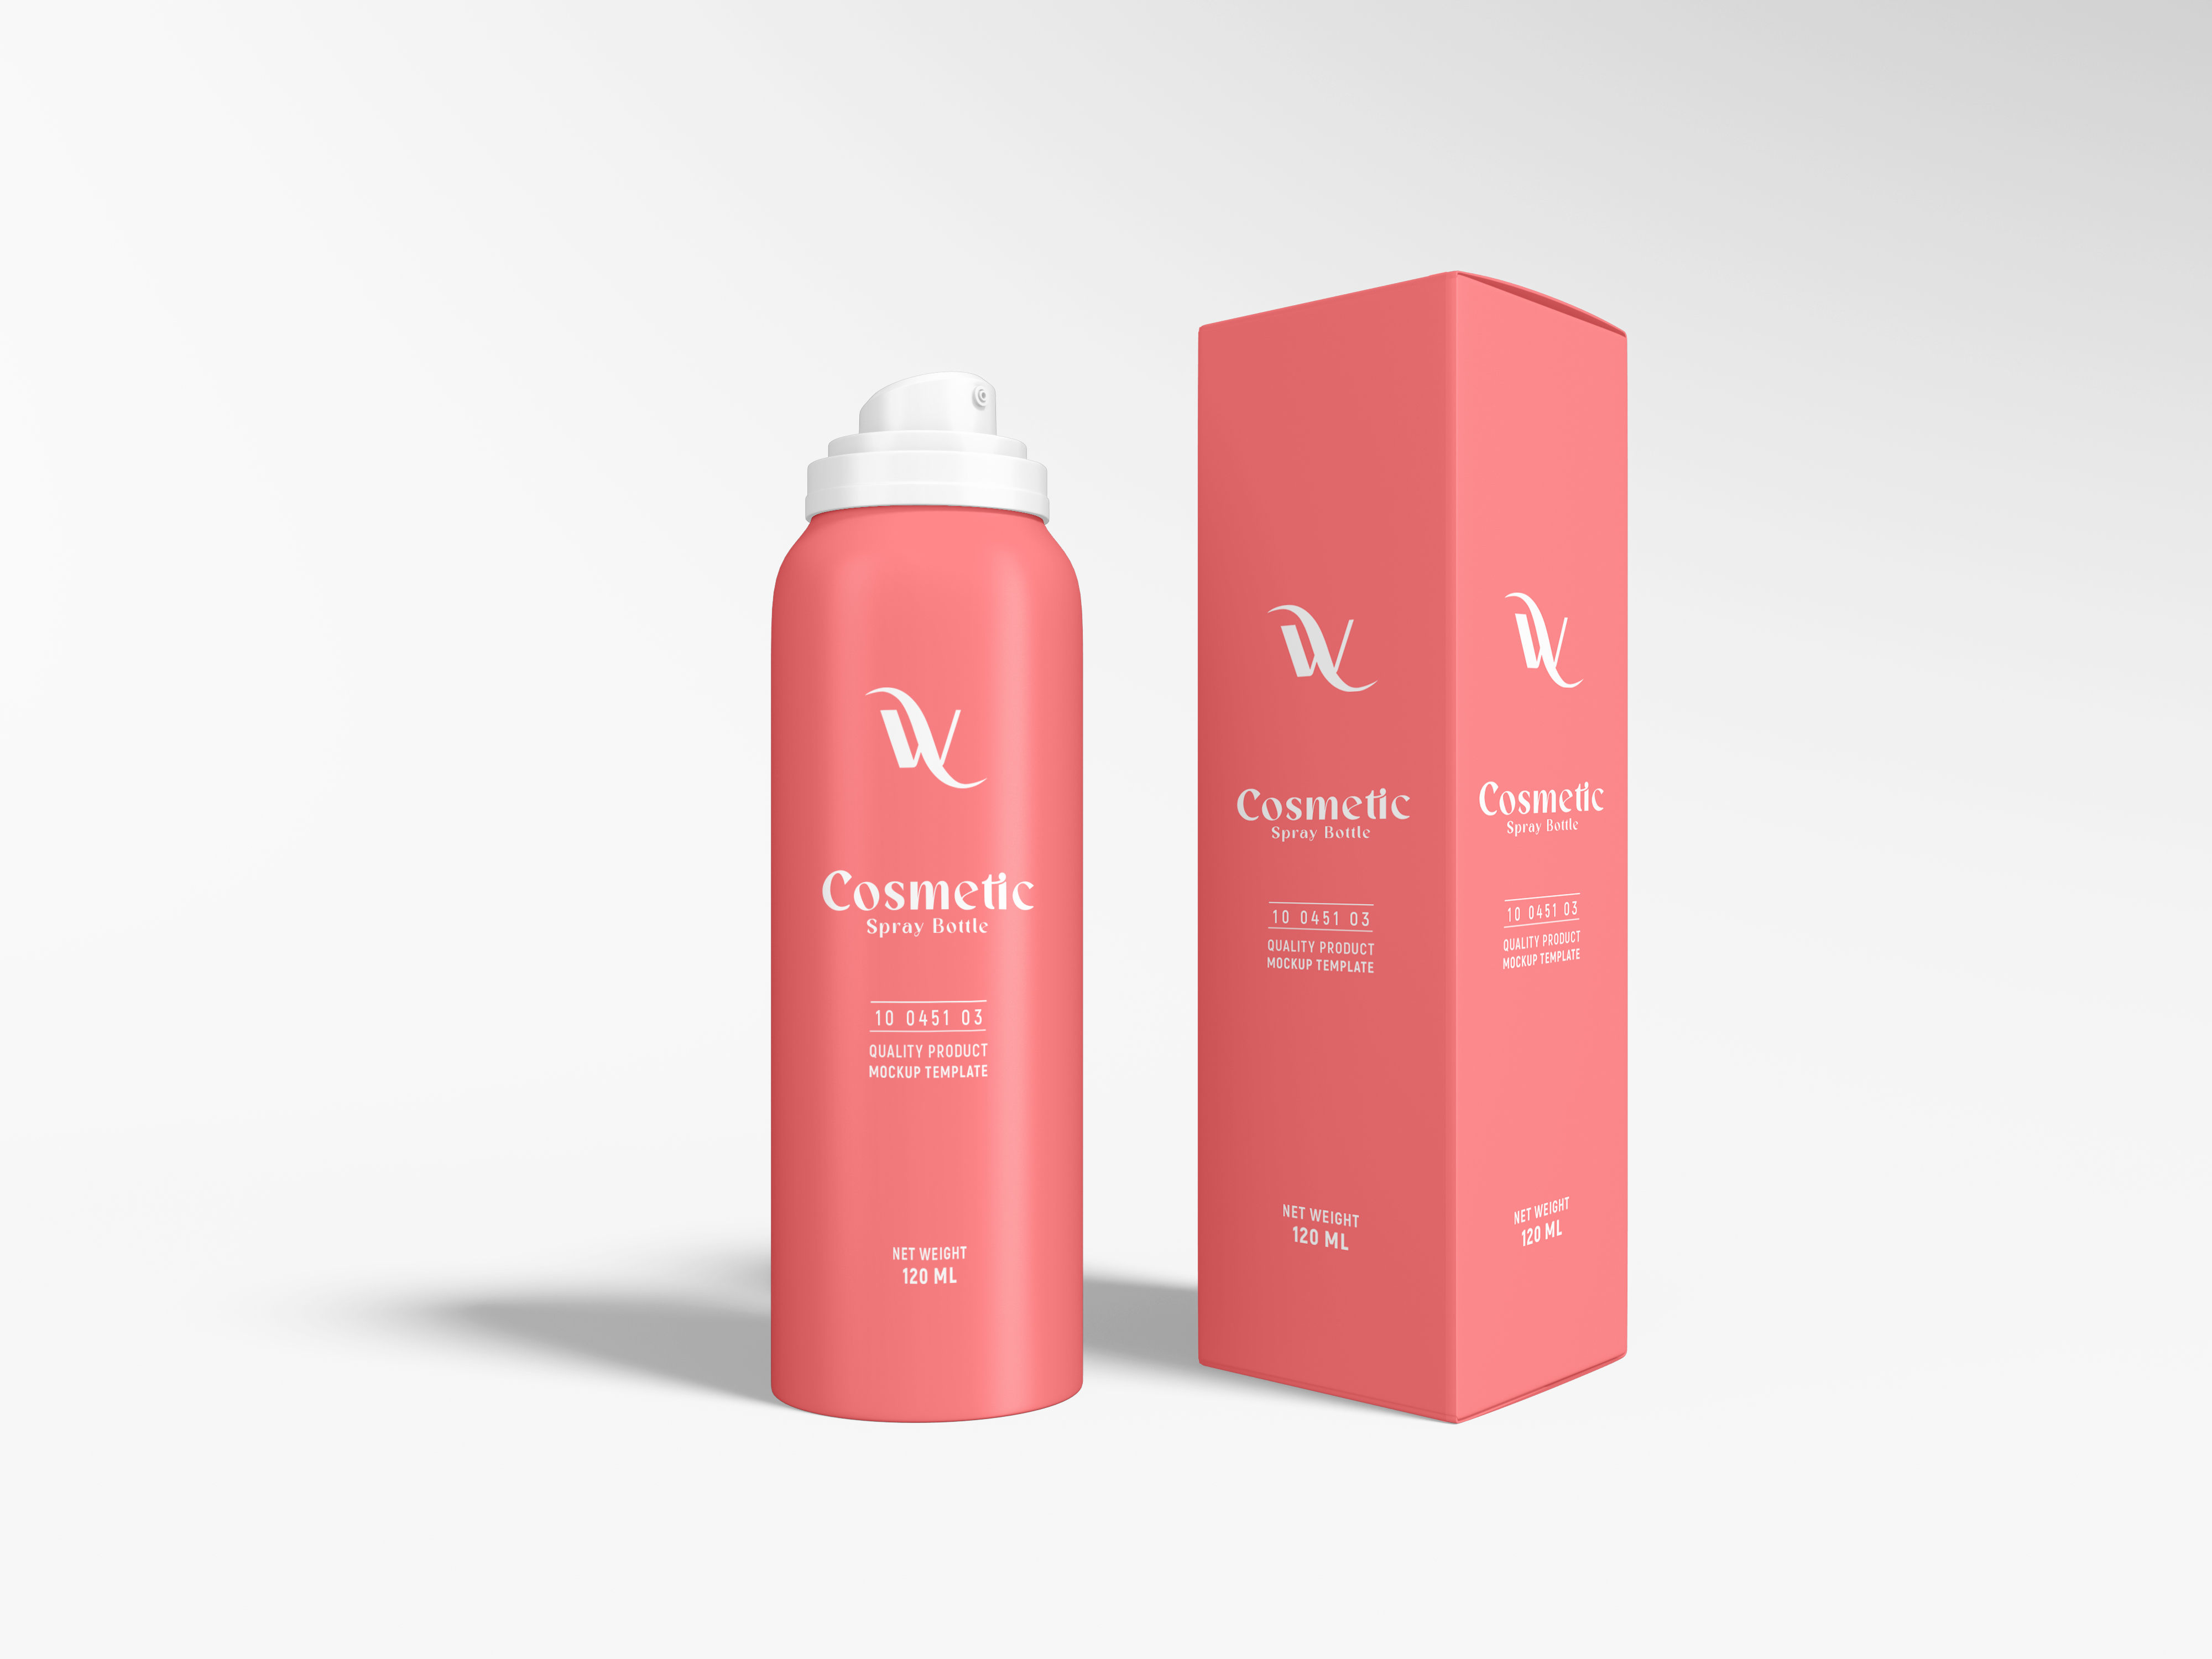 W
Cosmetic
Spray Bottle
10 0451 03
QUALITY PRODUCT
MOCKUP TEMPLATE
NET WEIGHT
120 ML
W
Cosmetic
Spray Bottle
10 0451 03
QUALITY PRODUCT
MOCKUP TEMPLATE
NET WEIGHT
120 ML
W
Cosmetic
Spray Bottle
10 0451 03
QUALITY PRODUCT
MOCKUP TEMPLATE
NET WEIGHT
120 ML